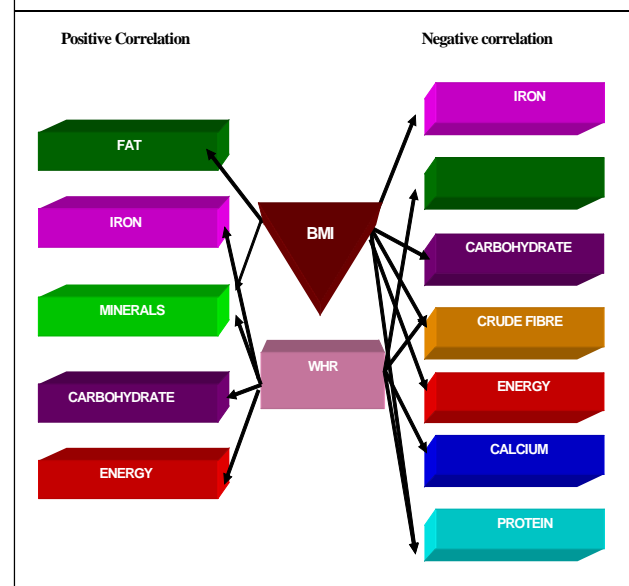 Positive Correlation
Negative correlation
IRON
FAT
IRON
BMI
CARBOHYDRATE
MINERALS
CRUDE FIBRE
WHR
ENERGY
CARBOHYDRATE
CALCIUM
ENERGY
PROTEIN